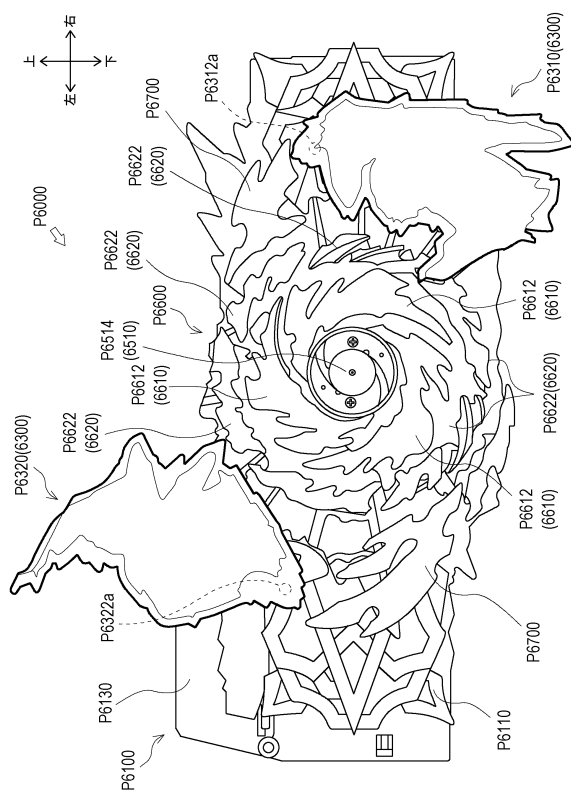 上
下
左
右
P6000
P6312a
P6310(6300)
P6700
P6622
(6620)
P6622
(6620)
P6600
P6514
(6510)
P6612
(6610)
P6622
(6620)
P6320(6300)
P6612
(6610)
P6622(6620)
P6612
(6610)
P6322a
P6130
P6100
P6110
P6700